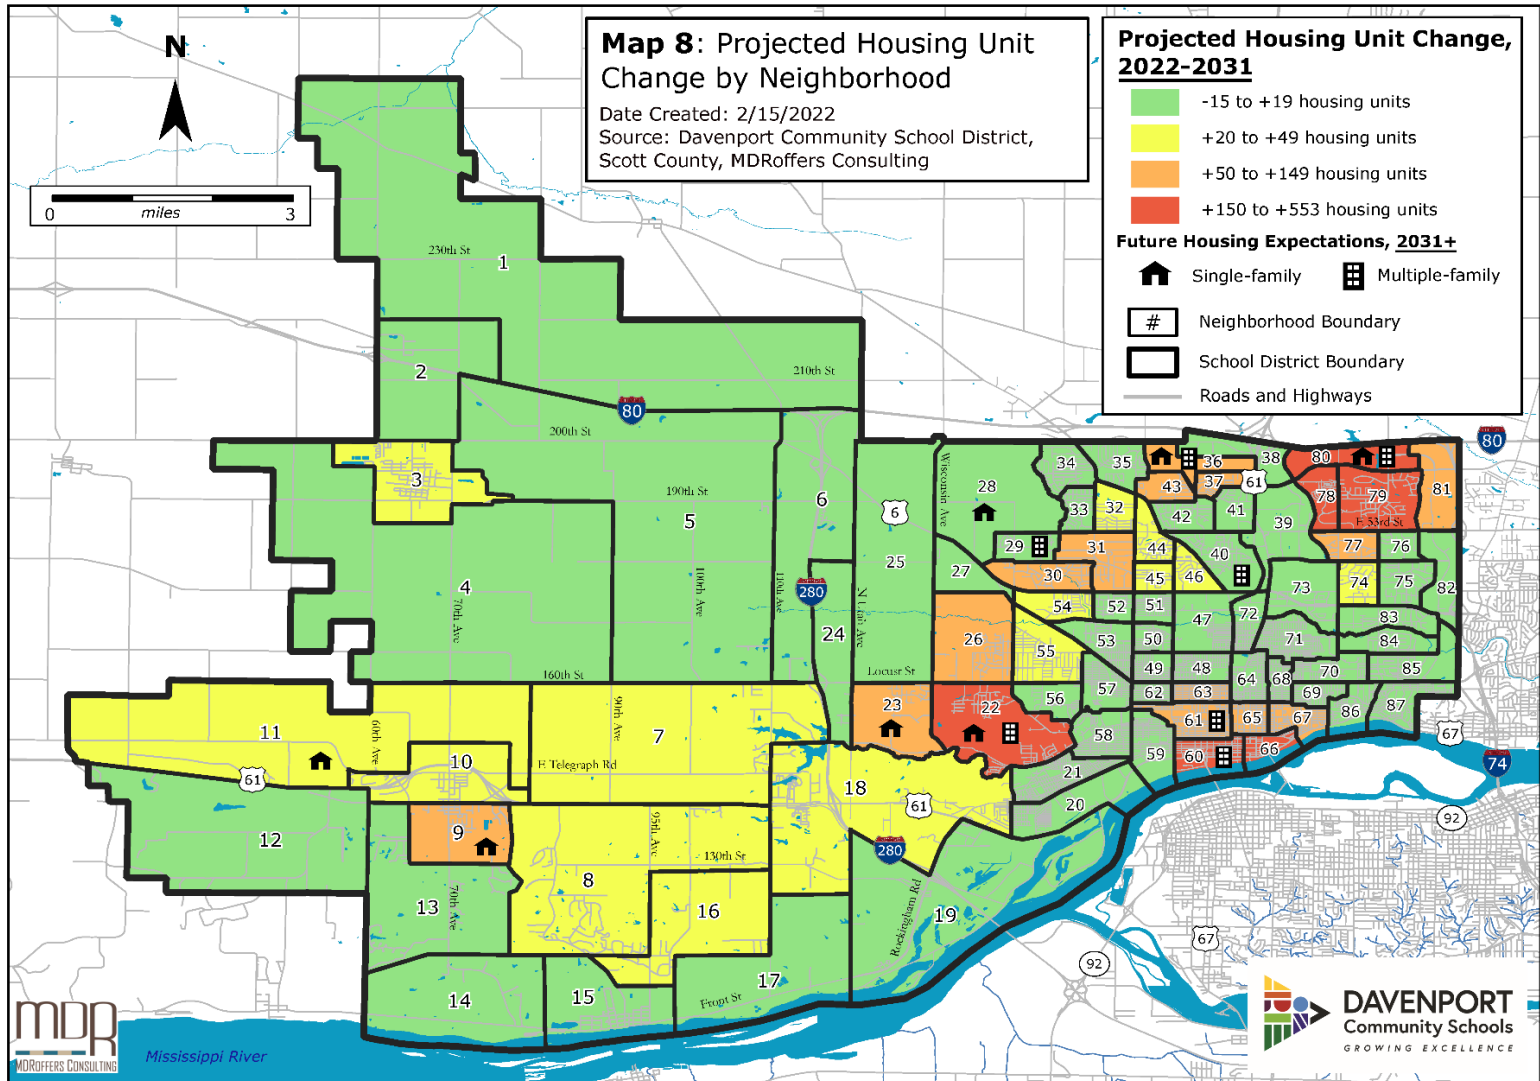 Map 8: Projected Housing Unit
Change by Neighborhood
Date Created: 2/15/2022
Source: Davenport Community School District,
Scott County, MDRoffers Consulting
Projected Housing Unit Change,
2022-2031
-15 to +19 housing units
+20 to +49 housing units
+50 to +149 housing units
+150 to +553 housing units
Future Housing Expectations, 2031+
Single-family
Multiple-family
# Neighborhood Boundary
School District Boundary
Roads and Highways
N
0 miles 3
230th St
1
2
210th St
80
200th St
3
190th St
5
6
6
Wisconsin Ave
28
34
35
36
38
80
80
43
37
61
78
79
81
33
32
42
41
39
E 53rd St
29
31
44
40
77
76
4
70th Ave
100th Ave
110th Ave
280
25
27
30
45
46
73
74
75
82
N Utah Ave
24
26
54
52
51
47
72
83
55
53
50
71
84
160th St
Locust St
49
48
64
68
70
85
11
60th Ave
90th Ave
7
23
22
56
57
62
63
69
86
87
61
65
67
58
59
60
66
67
74
10
E Telegraph Rd
61
18
61
21
20
92
12
9
95th Ave
130th St
280
8
13
70th Ave
16
19
Rockingham Rd
67
92
14
15
17
Front St
MDR
MDROFFERS CONSULTING
Mississippi River
DAVENPORT
Community Schools
GROWING EXCELLENCE